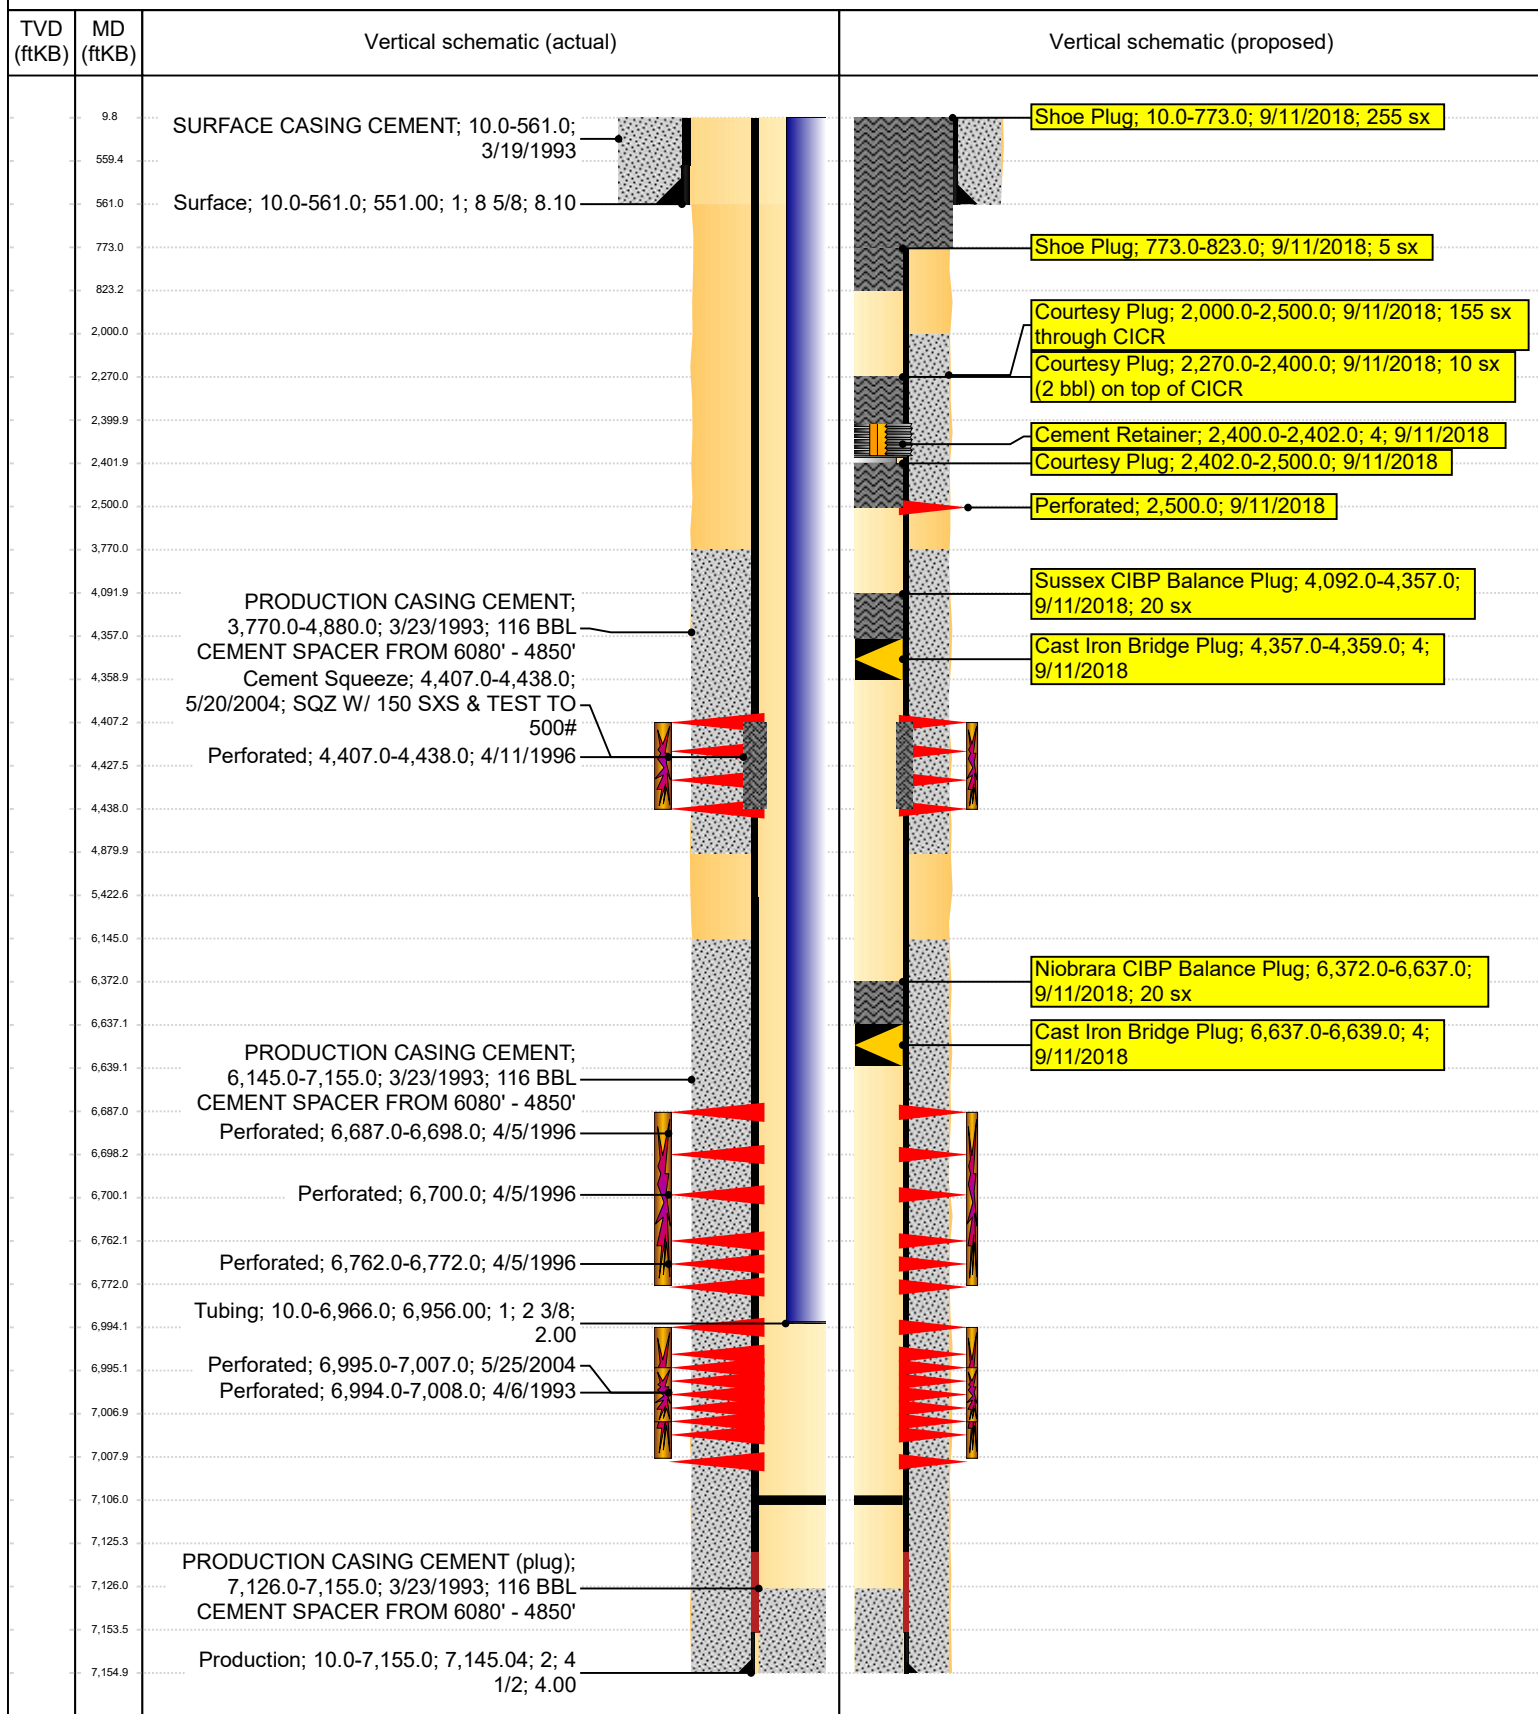 TVD
(ftKB)
MD
(ftKB)
Vertical schematic (actual)
Vertical schematic (proposed)
9.8
559.4
561.0
773.0
823.2
2,000.0
2,270.0
2,399.9
2,401.9
2,500.0
3,770.0
4,091.9
4,357.0
4,358.9
4,407.2
4,427.5
4,438.0
4,879.9
5,422.6
6,145.0
6,372.0
6,637.1
6,639.1
6,687.0
6,698.2
6,700.1
6,762.1
6,772.0
6,994.1
6,995.1
7,006.9
7,007.9
7,106.0
7,125.3
7,126.0
7,153.5
7,154.9
SURFACE CASING CEMENT; 10.0-561.0;
3/19/1993
Surface; 10.0-561.0; 551.00; 1; 8 5/8; 8.10
PRODUCTION CASING CEMENT;
3,770.0-4,880.0; 3/23/1993; 116 BBL
CEMENT SPACER FROM 6080' - 4850'
Cement Squeeze; 4,407.0-4,438.0;
5/20/2004; SQZ W/ 150 SXS & TEST TO
500#
Perforated; 4,407.0-4,438.0; 4/11/1996
PRODUCTION CASING CEMENT;
6,145.0-7,155.0; 3/23/1993; 116 BBL
CEMENT SPACER FROM 6080' - 4850'
Perforated; 6,687.0-6,698.0; 4/5/1996
Perforated; 6,700.0; 4/5/1996
Perforated; 6,762.0-6,772.0; 4/5/1996
Tubing; 10.0-6,966.0; 6,956.00; 1; 2 3/8;
2.00
Perforated; 6,995.0-7,007.0; 5/25/2004
Perforated; 6,994.0-7,008.0; 4/6/1993
PRODUCTION CASING CEMENT (plug);
7,126.0-7,155.0; 3/23/1993; 116 BBL
CEMENT SPACER FROM 6080' - 4850'
Production; 10.0-7,155.0; 7,145.04; 2; 4
1/2; 4.00
Shoe Plug; 10.0-773.0; 9/11/2018; 255 sx
Shoe Plug; 773.0-823.0; 9/11/2018; 5 sx
Courtesy Plug; 2,000.0-2,500.0; 9/11/2018; 155 sx
through CICR
Courtesy Plug; 2,270.0-2,400.0; 9/11/2018; 10 sx
(2 bbl) on top of CICR
Cement Retainer; 2,400.0-2,402.0; 4; 9/11/2018
Courtesy Plug; 2,402.0-2,500.0; 9/11/2018
Perforated; 2,500.0; 9/11/2018
Sussex CIBP Balance Plug; 4,092.0-4,357.0;
9/11/2018; 20 sx
Cast Iron Bridge Plug; 4,357.0-4,359.0; 4;
9/11/2018
Niobrara CIBP Balance Plug; 6,372.0-6,637.0;
9/11/2018; 20 sx
Cast Iron Bridge Plug; 6,637.0-6,639.0; 4;
9/11/2018